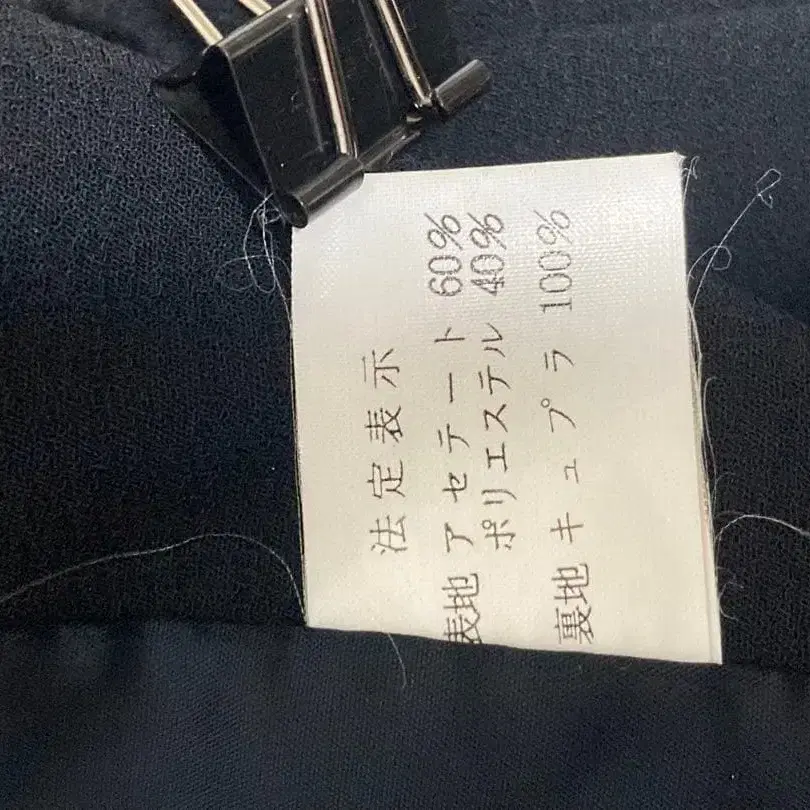 法定表示
表地 アセテート 60%
ポリエステル 40%
裏地 キュプラ 100%